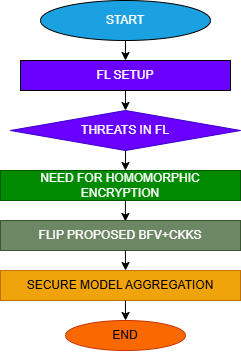 START
FL SETUP
THREATS IN FL
NEED FOR HOMOMORPHIC
ENCRYPTION
FLIP PROPOSED BFV+CKKS
SECURE MODEL AGGREGATION
END